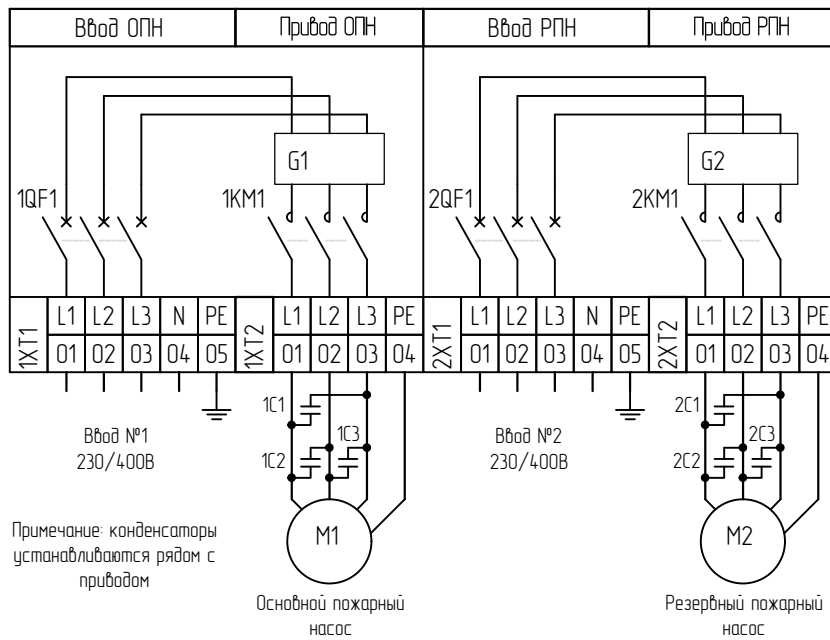 Ввод ОПН
Привод ОПН
Ввод РПН
Привод РПН
G1
G2
1QF1
1KM1
2QF1
2KM1
1XT1
L1 L2 L3 N PE
01 02 03 04 05
1XT2
L1 L2 L3 PE
01 02 03 04
2XT1
L1 L2 L3 N PE
01 02 03 04 05
2XT2
L1 L2 L3 PE
01 02 03 04
1C1
1C2
1C3
2C1
2C2
2C3
Ввод №1
230/400В
Ввод №2
230/400В
М1
М2
Примечание: конденсаторы
устанавливаются рядом с
приводом
Основной пожарный
насос
Резервный пожарный
насос